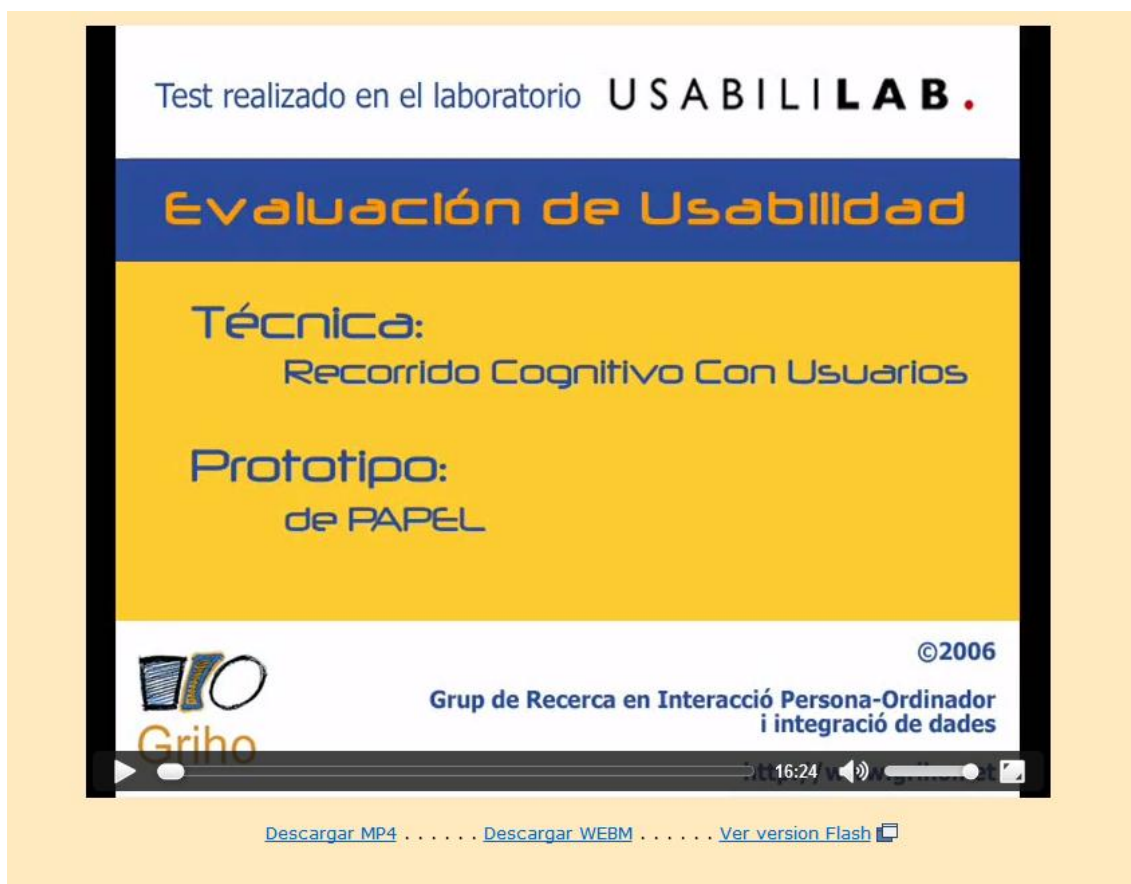 Test realizado en el laboratorio USABILILAB.
Evaluación de Usabilidad
Técnica:
Recorrido Cognitivo Con Usuarios
Prototipo:
de PAPEL
©2006
Grup de Recerca en Interacció Persona-Ordinador
i integració de dades
Griho
16:24
Descargar MP4 . . . . . . Descargar WEBM . . . . . . Ver version Flash